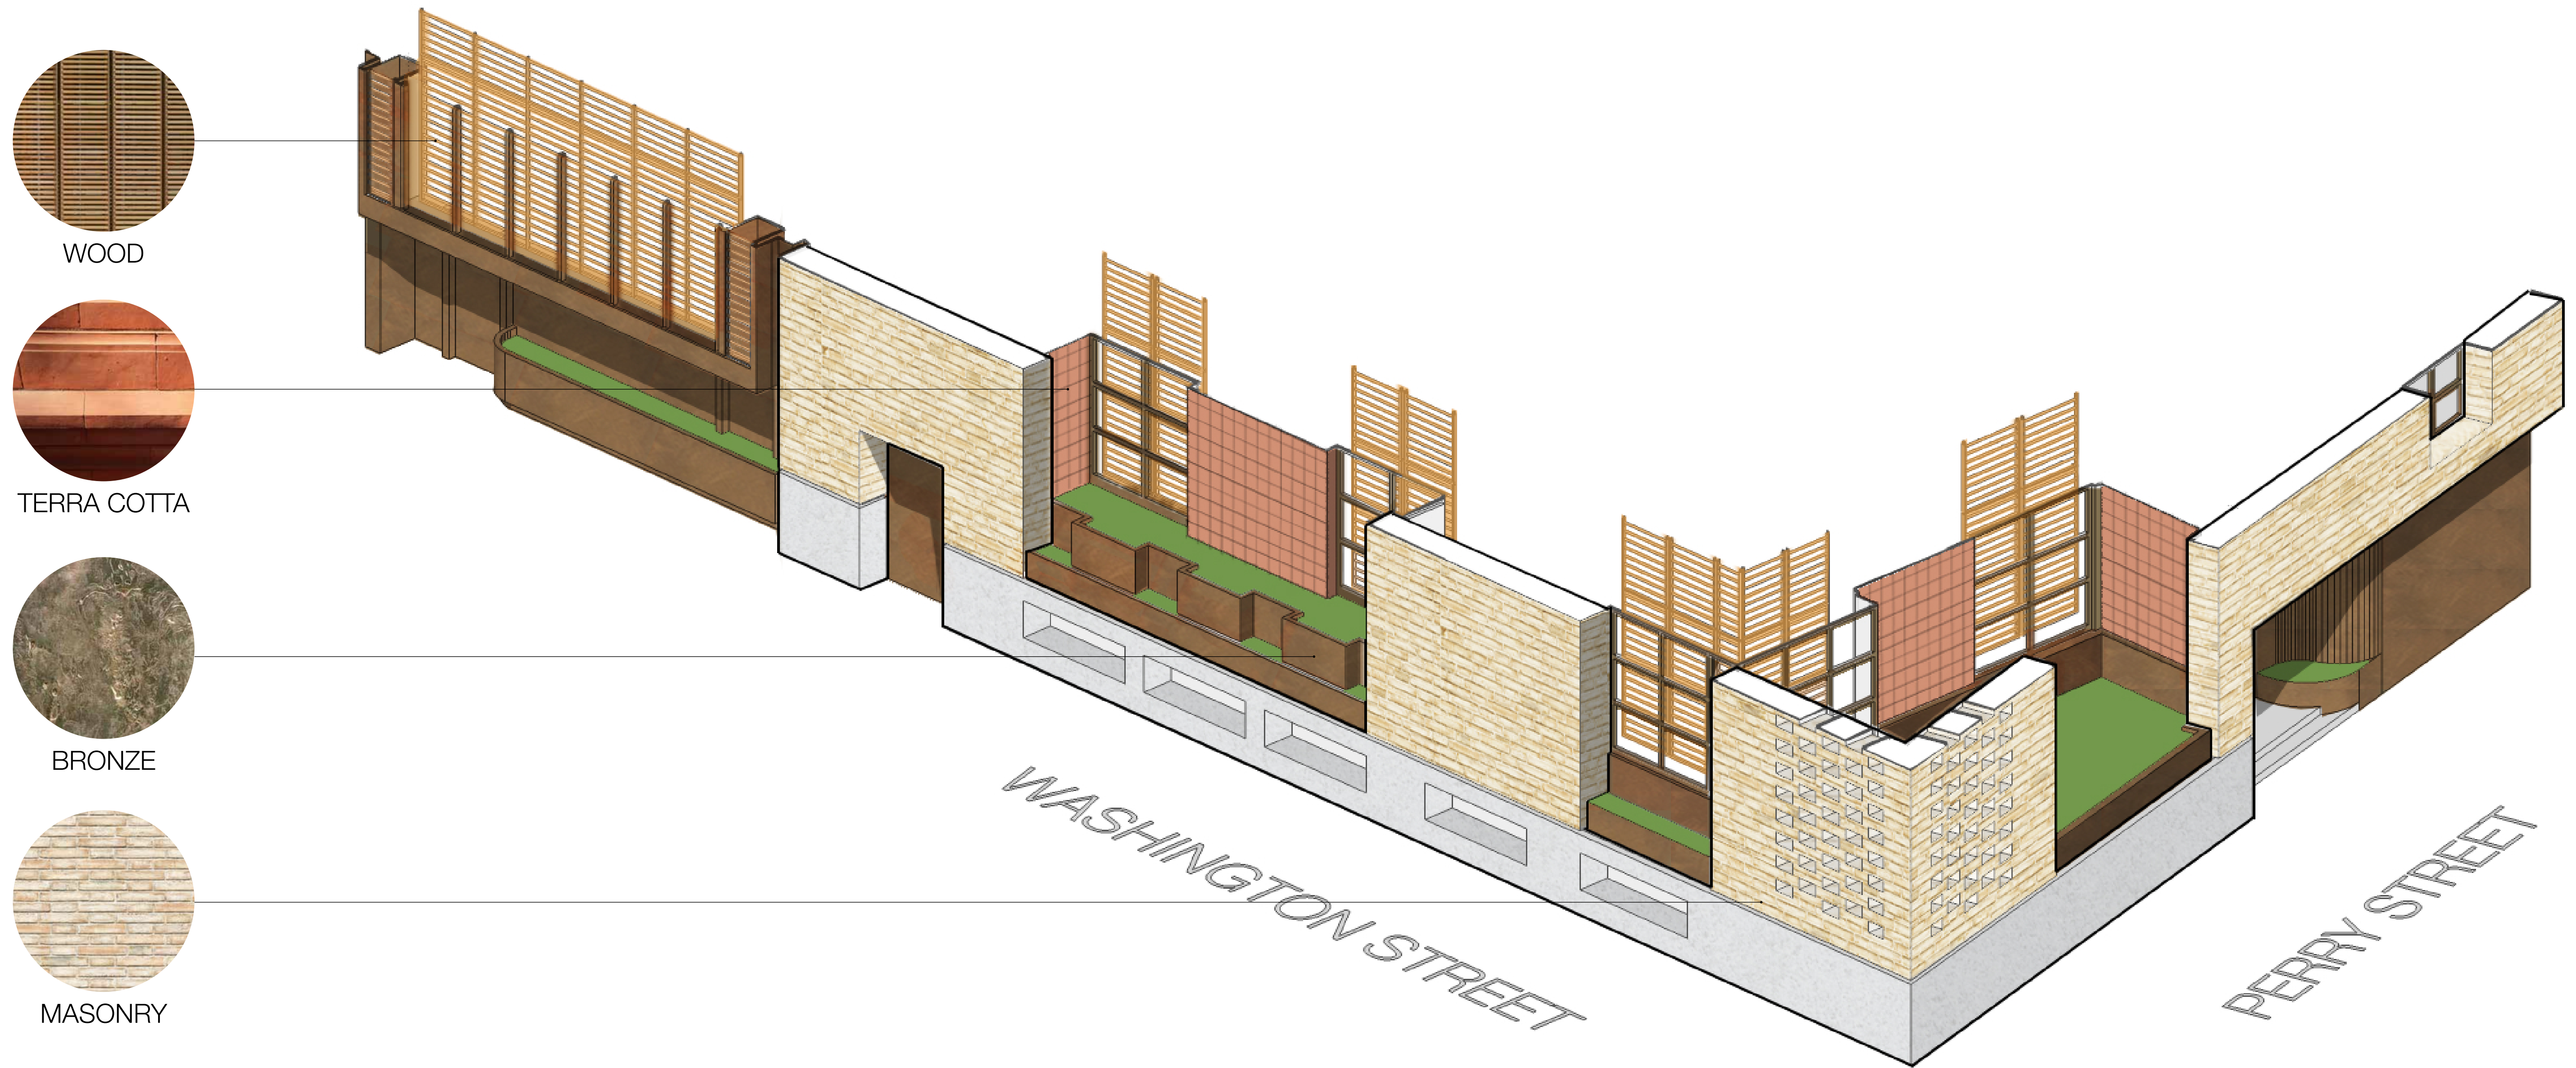 WOOD
TERRA COTTA
BRONZE
MASONRY
WASHINGTON STREET
PERRY STREET